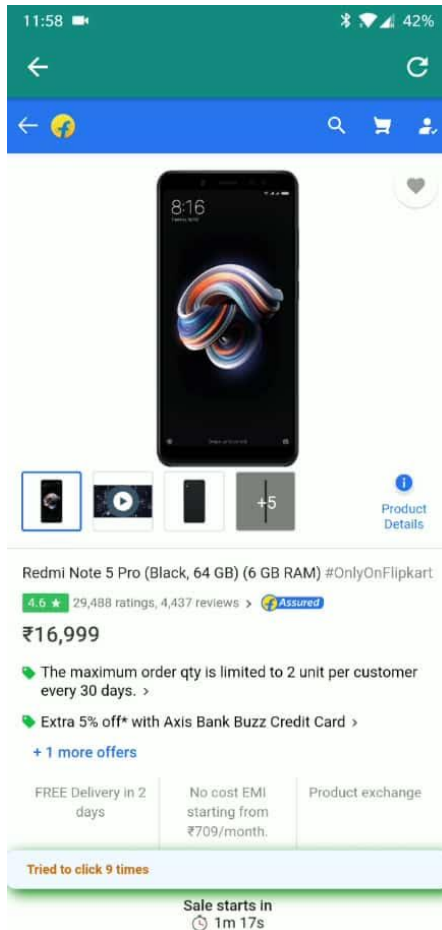 11:58 42%
8:16
+5
Product
Details
Redmi Note 5 Pro (Black, 64 GB) (6 GB RAM) #OnlyOnFlipkart
4.6 ★ 29,488 ratings, 4,437 reviews > Assured
₹16,999
The maximum order qty is limited to 2 unit per customer
every 30 days. >
Extra 5% off* with Axis Bank Buzz Credit Card >
+ 1 more offers
FREE Delivery in 2
days
No cost EMI
starting from
₹709/month.
Product exchange
Tried to click 9 times
Sale starts in
1m 17s